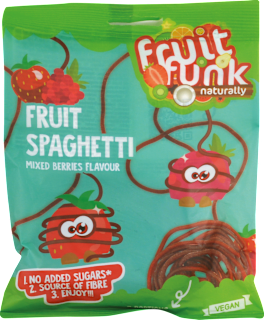 fruit
funk
naturally
FRUIT
SPAGHETTI
MIXED BERRIES FLAVOUR
1. NO ADDED SUGARS*
2. SOURCE OF FIBRE
3. ENJOY!!!
VEGAN